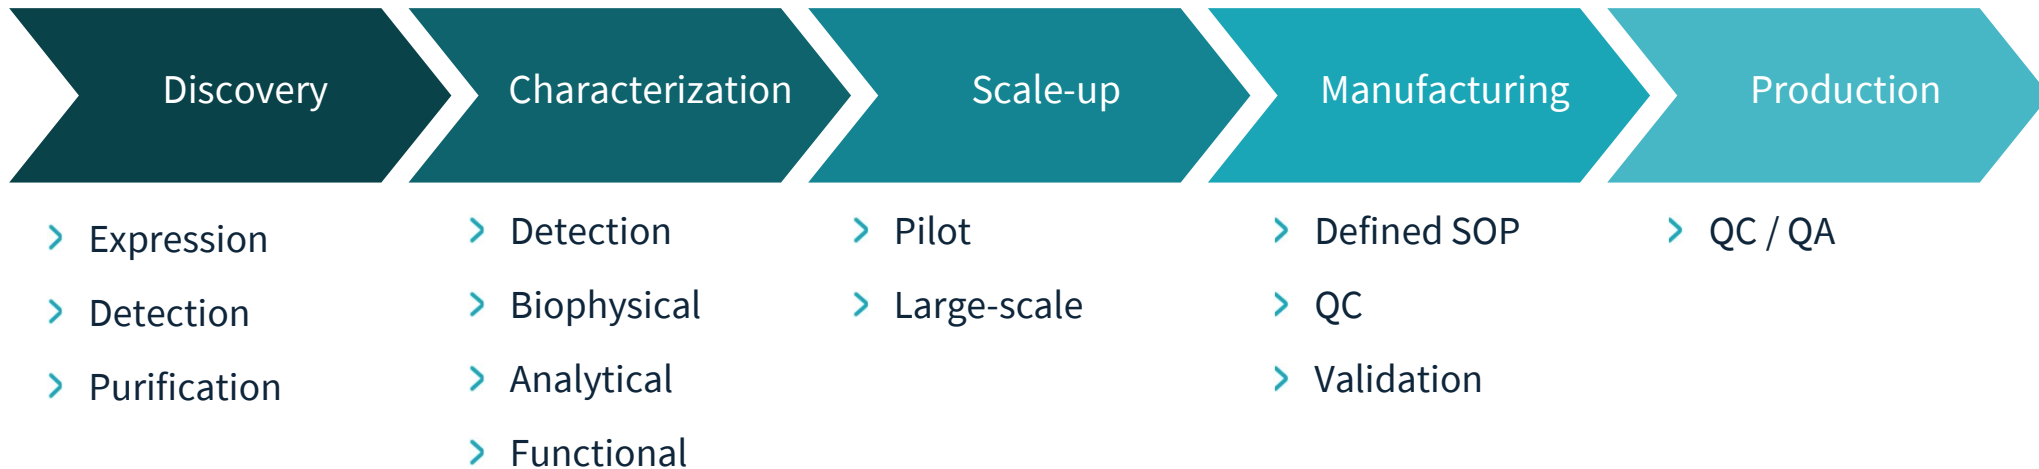 Discovery
Characterization
Scale-up
Manufacturing
Production
Expression
Detection
Purification
Detection
Biophysical
Analytical
Functional
Pilot
Large-scale
Defined SOP
QC
Validation
QC / QA